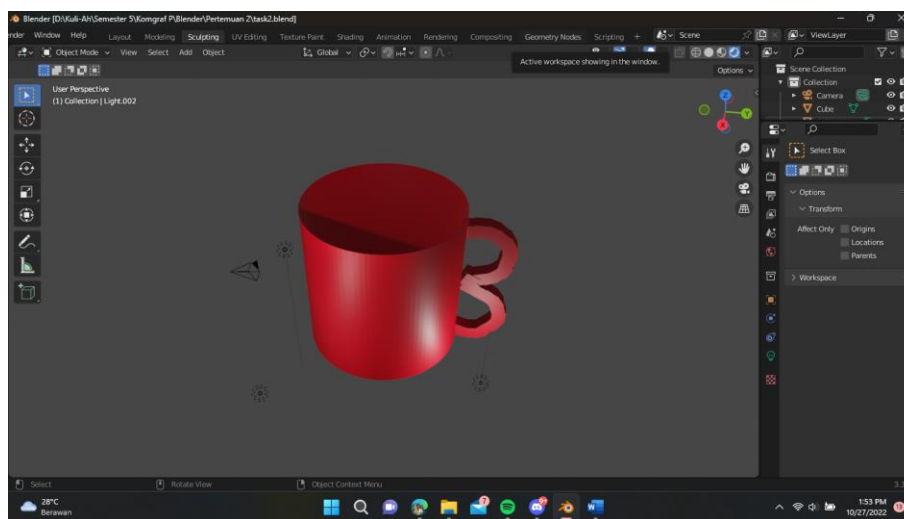 Blender [D:\Kuli-Ah\Semester 5\Komgraf P\Blender\Pertemuan 2\task2.blend]
nder Window Help Layout Modeling Sculpting UV Editing Texture Paint Shading Animation Rendering Compositing Geometry Nodes Scripting + Scene ViewLayer
Object Mode View Select Add Object Global
Active workspace showing in the window.
Options
User Perspective
(1) Collection | Light.002
Z
Y
X
Scene Collection
Collection
Camera
Cube
Select Box
Options
Transform
Affect Only Origins
Locations
Parents
Workspace
Select Rotate View Object Context Menu 3.3
28°C
Berawan
1:53 PM
10/27/2022